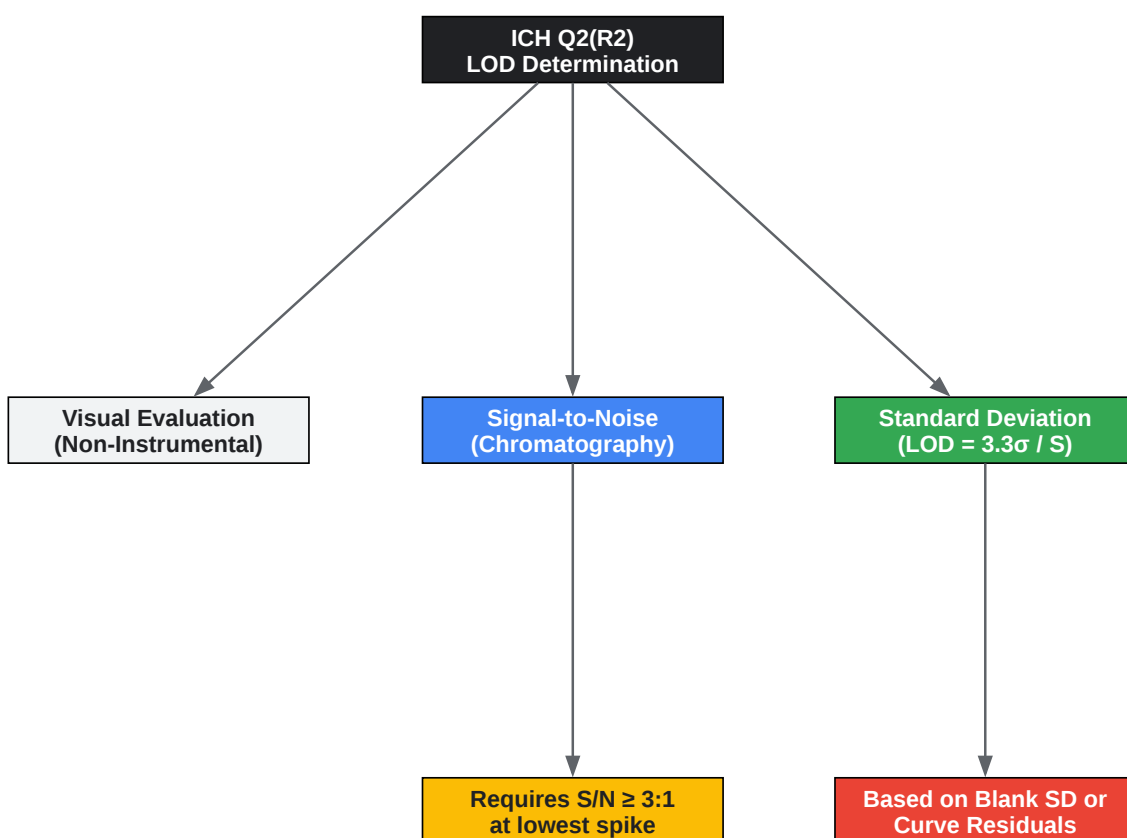 ICH Q2(R2)
LOD Determination
Visual Evaluation
(Non-Instrumental)
Signal-to-Noise
(Chromatography)
Standard Deviation
(LOD = 3.3σ / S)
Requires S/N ≥ 3:1
at lowest spike
Based on Blank SD or
Curve Residuals